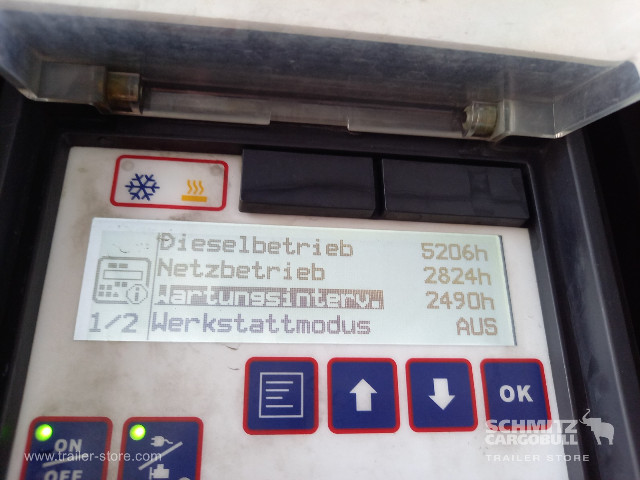 Dieselbetrieb 5206h
Netzbetrieb 2824h
Wartungsinterv. 2490h
1/2 Werkstattmodus AUS
OK
ON
OFF
SCHMITZ
CARGOBULL
TRAILER STORE
www.trailer-store.com